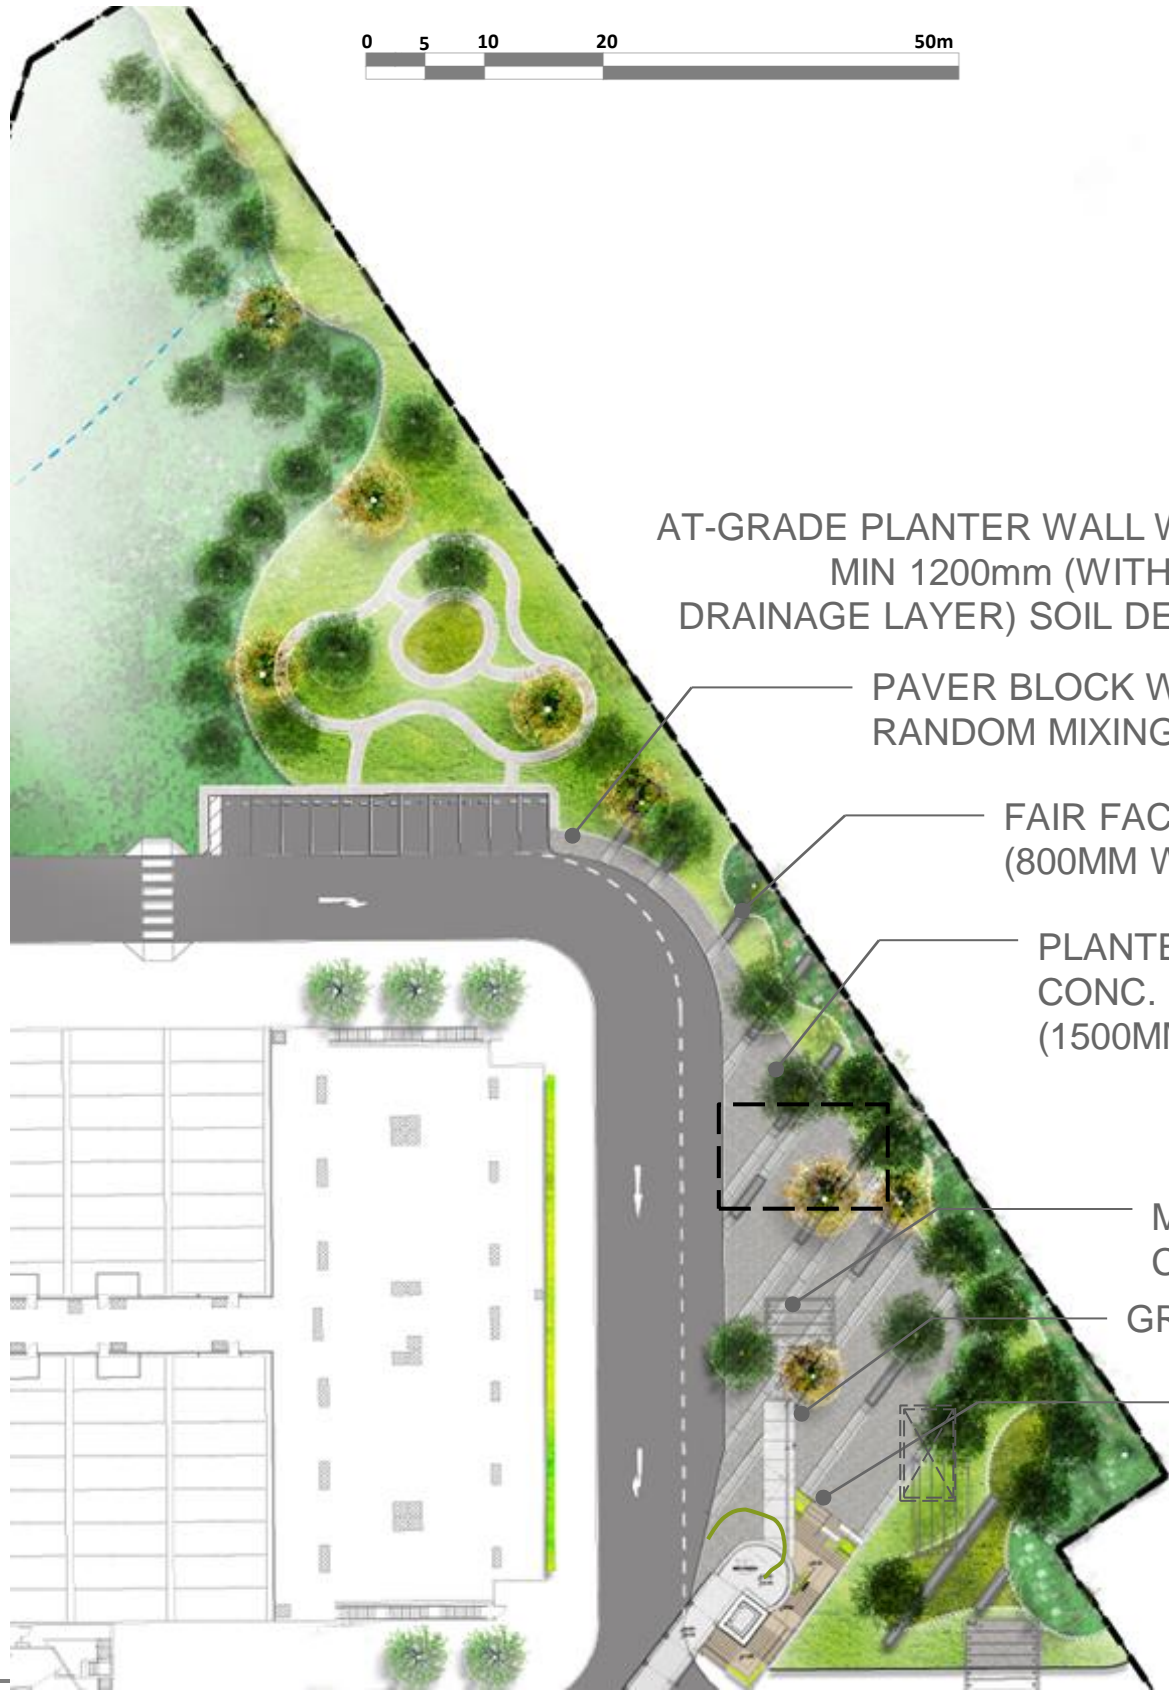 0 5 10 20 50m
AT-GRADE PLANTER WALL W
MIN 1200mm (WITH
DRAINAGE LAYER) SOIL DE
PAVER BLOCK W
RANDOM MIXING
FAIR FAC
(800MM W
PLANTE
CONC.
(1500MM
M
C
GR